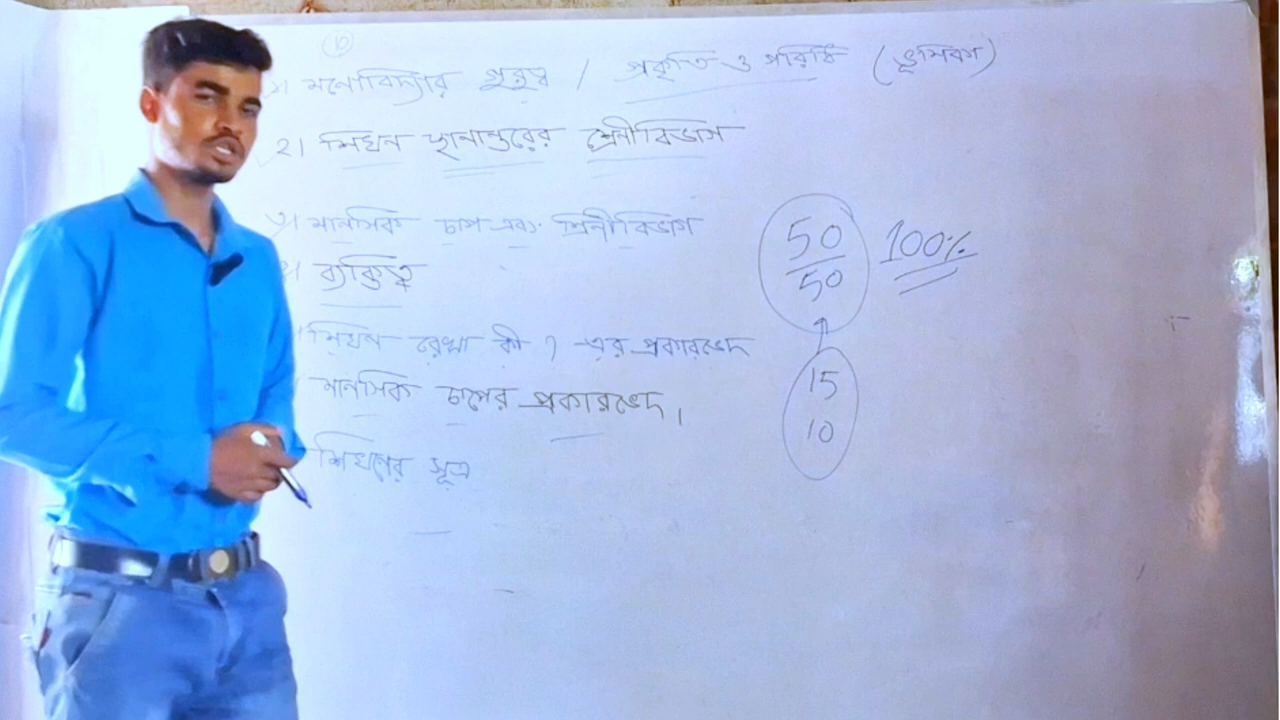 10
১। মনোবিদ্যার গুরুত্ব / প্রকৃতি ও পরিধি (ভূমিকা)
২। শিখন স্থানান্তরের শ্রেনীবিভাগ
৩। মানসিক চাপ এবং শ্রিনীবিভাগ
৪। ব্যক্তিত্ব
শিখন রেখা কী ? এর প্রকারভেদ
মানসিক চাপের প্রকারভেদ।
শিখণের সূত্র
50
50
100%
15
10